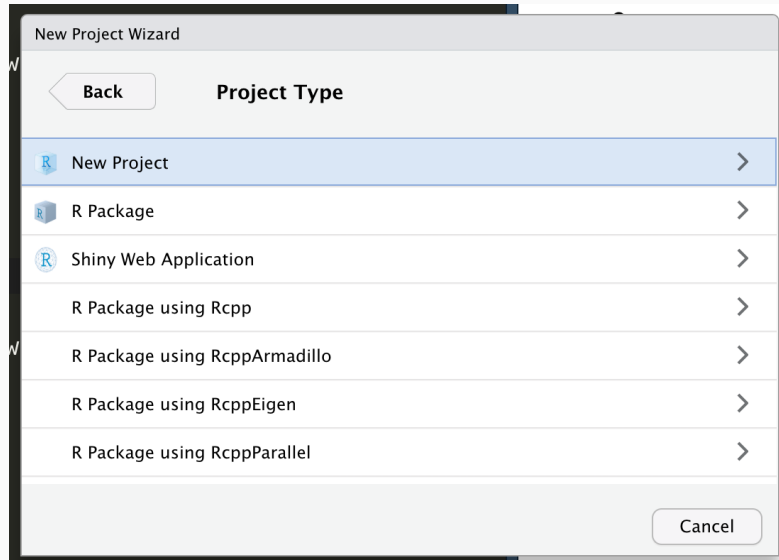 New Project Wizard
Back
Project Type
R New Project
R R Package
R Shiny Web Application
R Package using Rcpp
R Package using RcppArmadillo
R Package using RcppEigen
R Package using RcppParallel
Cancel